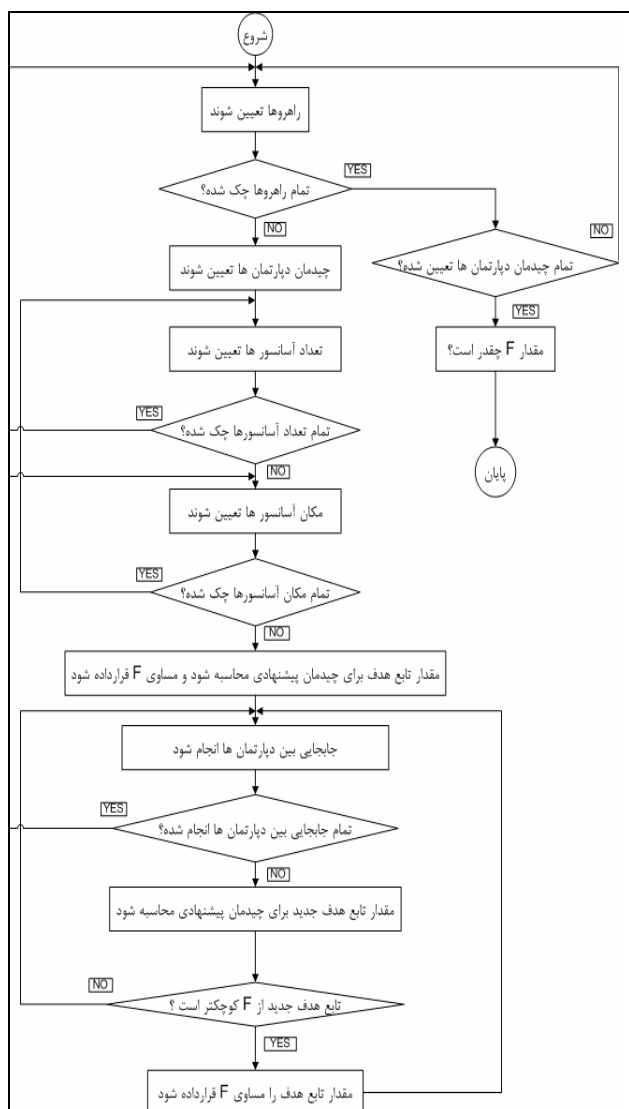 شروع
راهروها تعیین شوند
YES
تمام راهروها چک شده؟
NO
NO
تمام چیدمان دپارتمان ها تعیین شده؟
چیدمان دپارتمان ها تعیین شوند
YES
تعداد آسانسور ها تعیین شوند
مقدار F چقدر است؟
YES
تمام تعداد آسانسورها چک شده؟
NO
پایان
مکان آسانسور ها تعیین شوند
YES
تمام مکان آسانسورها چک شده؟
NO
مقدار تابع هدف برای چیدمان پیشنهادی محاسبه شود و مساوی F قرارداده شود
جابجایی بین دپارتمان ها انجام شود
YES
تمام جابجایی بین دپارتمان ها انجام شده؟
NO
مقدار تابع هدف جدید برای چیدمان پیشنهادی محاسبه شود
NO
تابع هدف جدید از F کوچکتر است ؟
YES
مقدار تابع هدف را مساوی F قرارداده شود